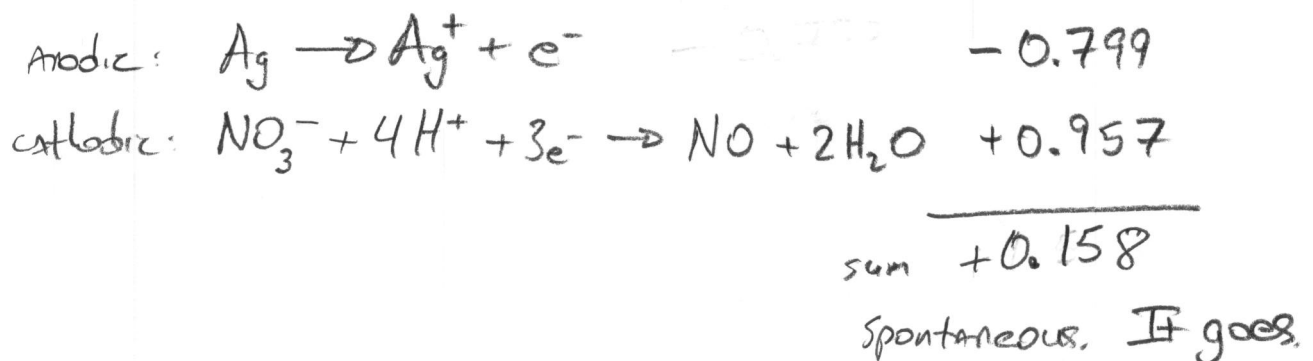 Anodic: Ag → Ag⁺ + e⁻ -0.799
cathodic: NO₃⁻ + 4H⁺ + 3e⁻ → NO + 2H₂O +0.957
sum +0.158
Spontaneous. It goes.